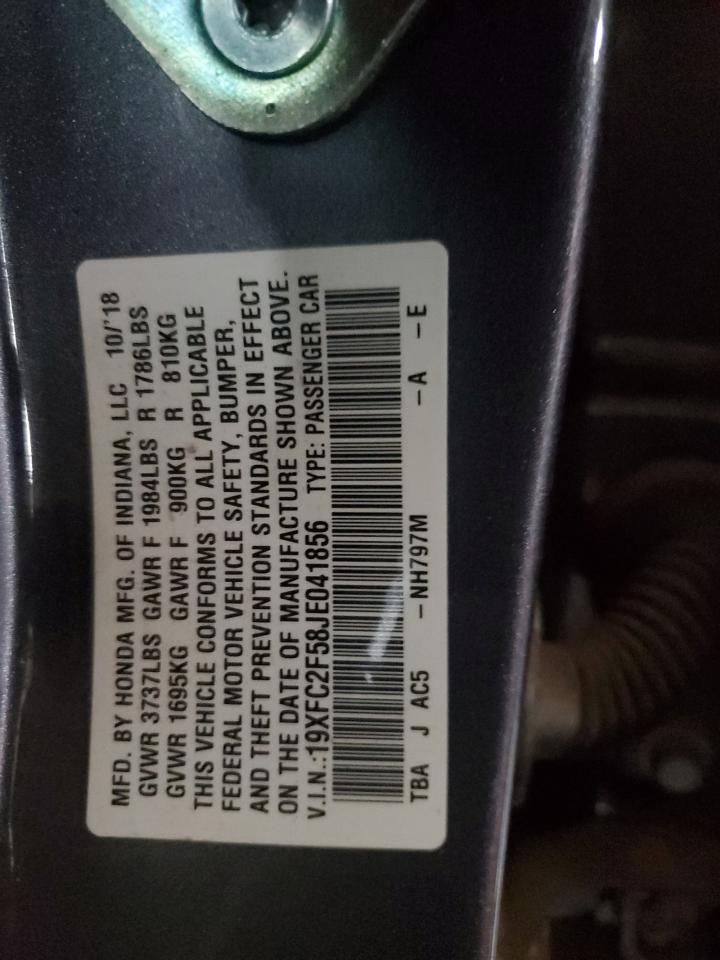 MFD. BY HONDA MFG. OF INDIANA, LLC 10/'18
GVWR 3737LBS GAWR F 1984LBS R 1786LBS
GVWR 1695KG GAWR F 900KG R 810KG
THIS VEHICLE CONFORMS TO ALL APPLICABLE
FEDERAL MOTOR VEHICLE SAFETY, BUMPER,
AND THEFT PREVENTION STANDARDS IN EFFECT
ON THE DATE OF MANUFACTURE SHOWN ABOVE.
V.I.N.:19XFC2F58JE041856 TYPE: PASSENGER CAR
TBA J AC5 -NH797M -A -E